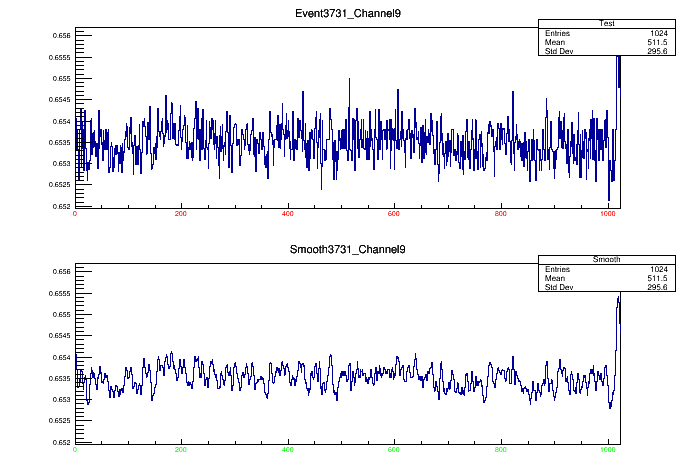 Event3731_Channel9
Test
Entries 1024
Mean 511.5
Std Dev 295.6
0.656
0.6555
0.655
0.6545
0.654
0.6535
0.653
0.6525
0.652
0 200 400 600 800 1000
Smooth3731_Channel9
Smooth
Entries 1024
Mean 511.5
Std Dev 295.6
0.656
0.6555
0.655
0.6545
0.654
0.6535
0.653
0.6525
0.652
0 200 400 600 800 1000